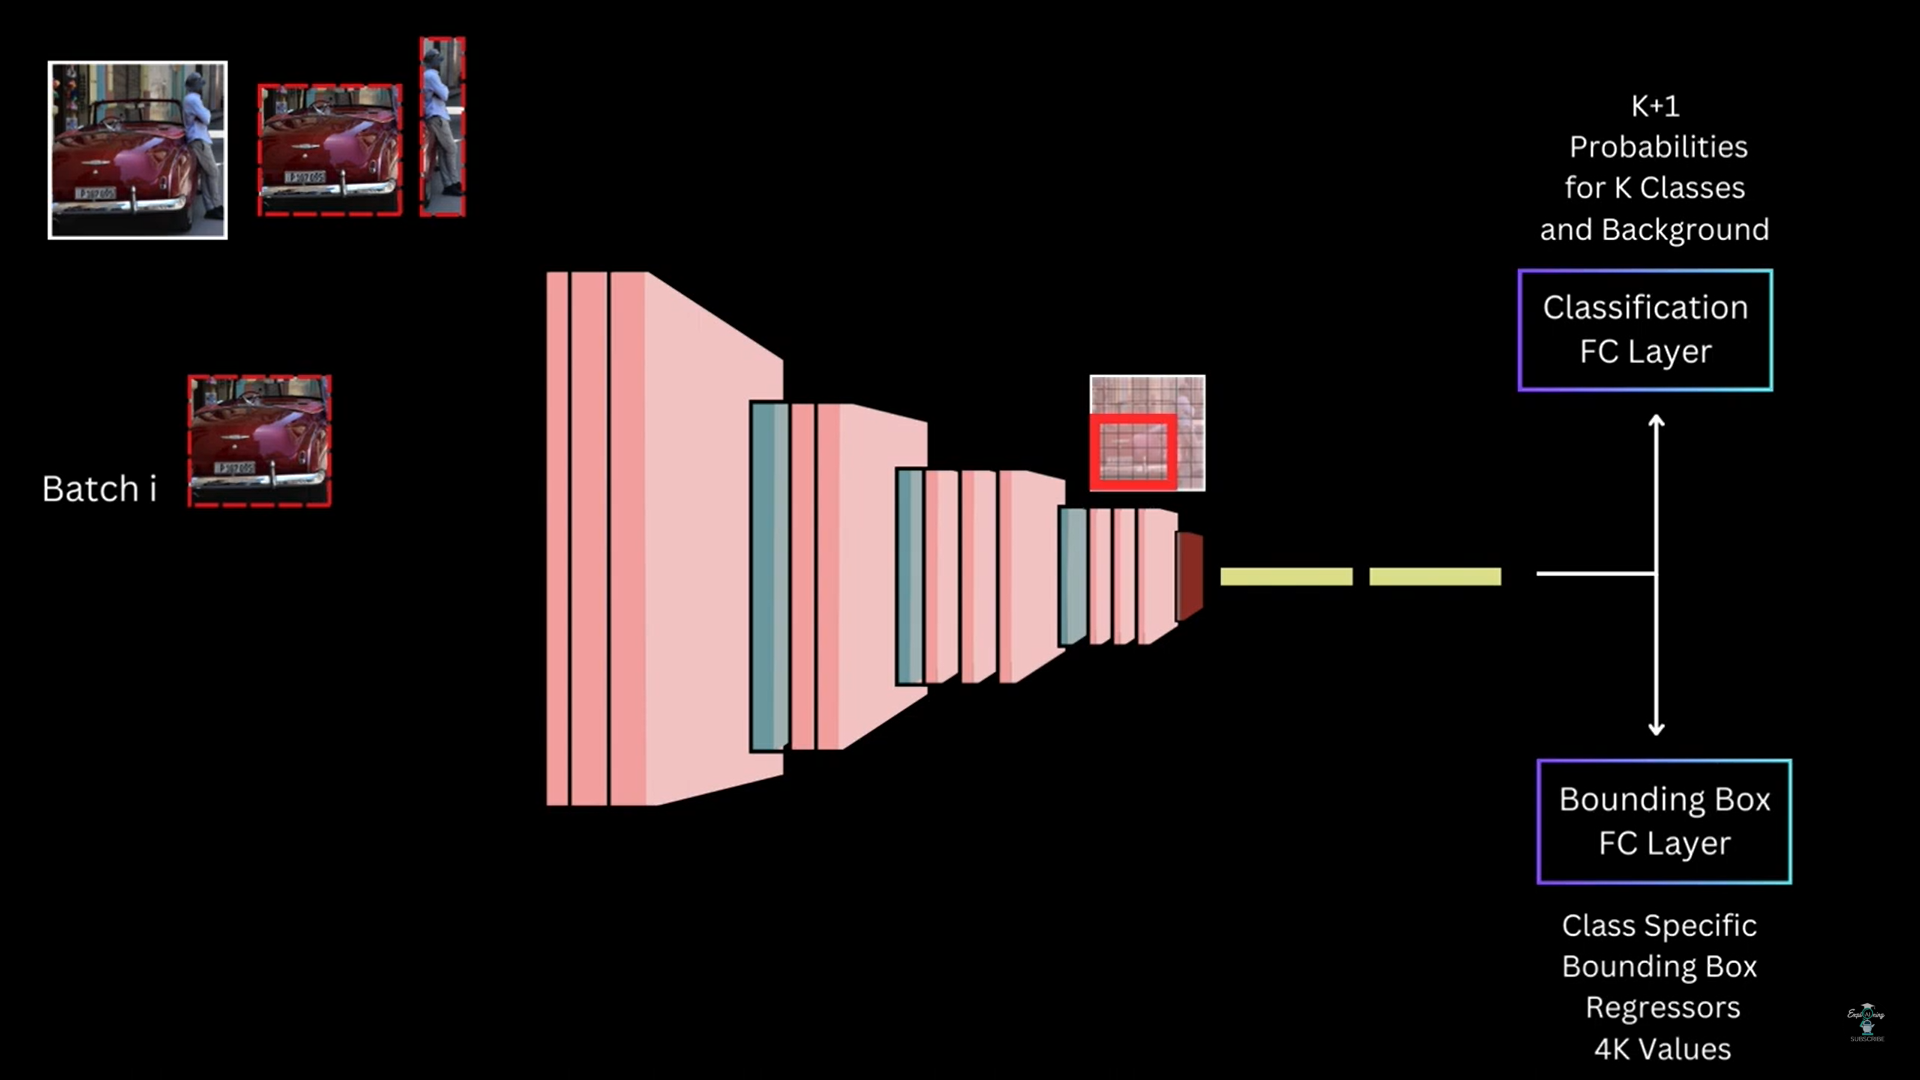 K+1
Probabilities
for K Classes
and Background
Classification
FC Layer
Batch i
Bounding Box
FC Layer
Class Specific
Bounding Box
Regressors
4K Values
SUBSCRIBE